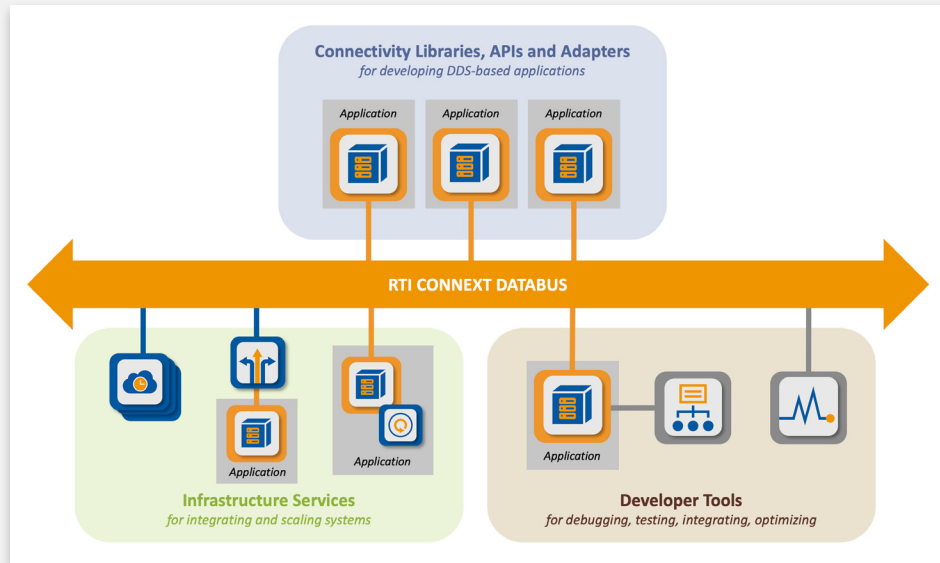 Connectivity Libraries, APIs and Adapters
for developing DDS-based applications
Application
Application
Application
RTI CONNEXT DATABUS
Application
Application
Application
Infrastructure Services
for integrating and scaling systems
Developer Tools
for debugging, testing, integrating, optimizing